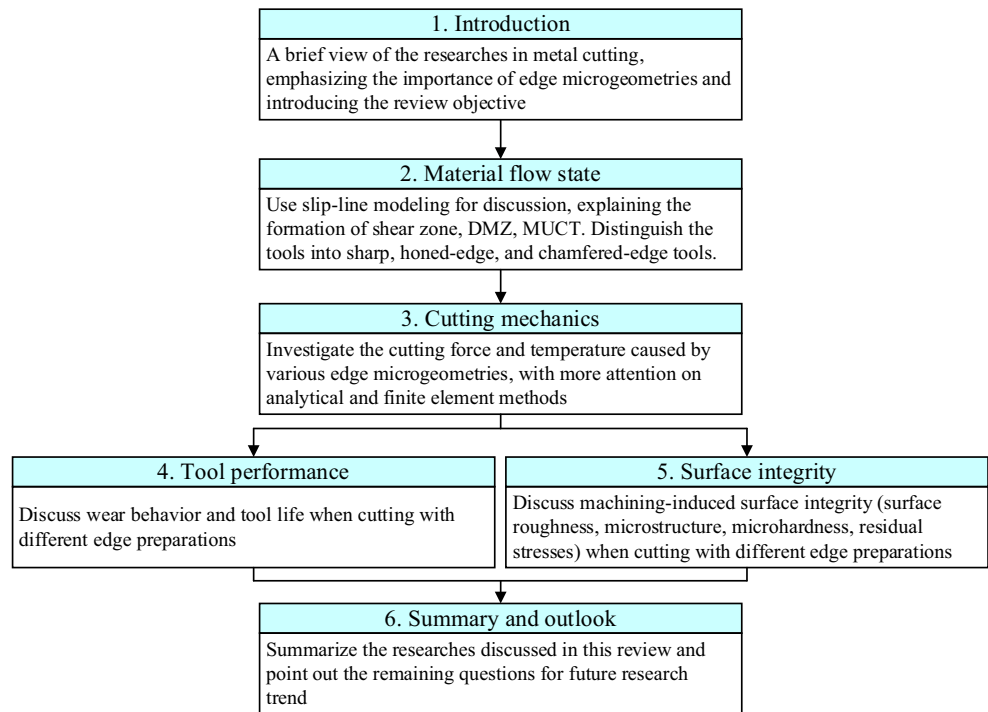 1. Introduction
A brief view of the researches in metal cutting,
emphasizing the importance of edge microgeometries and
introducing the review objective
2. Material flow state
Use slip-line modeling for discussion, explaining the
formation of shear zone, DMZ, MUCT. Distinguish the
tools into sharp, honed-edge, and chamfered-edge tools.
3. Cutting mechanics
Investigate the cutting force and temperature caused by
various edge microgeometries, with more attention on
analytical and finite element methods
4. Tool performance
Discuss wear behavior and tool life when cutting with
different edge preparations
5. Surface integrity
Discuss machining-induced surface integrity (surface
roughness, microstructure, microhardness, residual
stresses) when cutting with different edge preparations
6. Summary and outlook
Summarize the researches discussed in this review and
point out the remaining questions for future research
trend